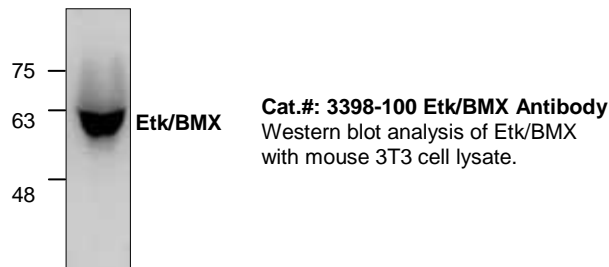 75
63
48
Etk/BMX
Cat.#: 3398-100 Etk/BMX Antibody
Western blot analysis of Etk/BMX
with mouse 3T3 cell lysate.